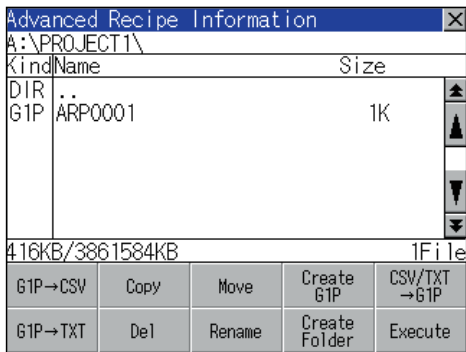 Advanced Recipe Information
A:\PROJECT1\
Kind Name Size
DIR ..
G1P ARP0001 1K
416KB/3861584KB 1File
G1P→CSV Copy Move Create G1P CSV/TXT →G1P
G1P→TXT Del Rename Create Folder Execute